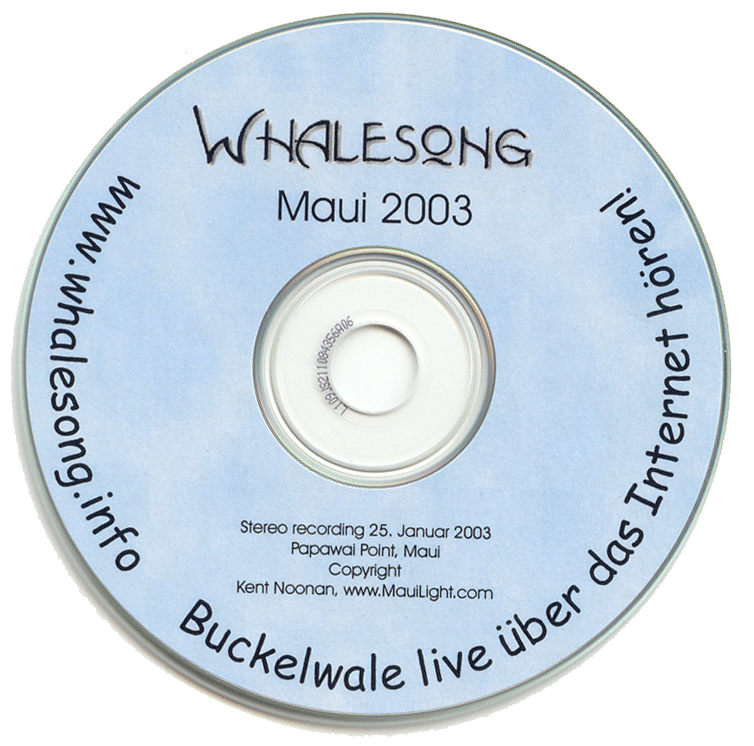 WHALESONG
Maui 2003
www.whalesong.info
Buckelwale live über das Internet hören!
Stereo recording 25. Januar 2003
Papawai Point, Maui
Copyright
Kent Noonan, www.MauiLight.com